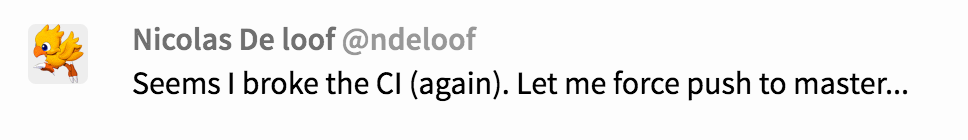 Nicolas De loof @ndeloof
Seems I broke the CI (again). Let me force push to master...